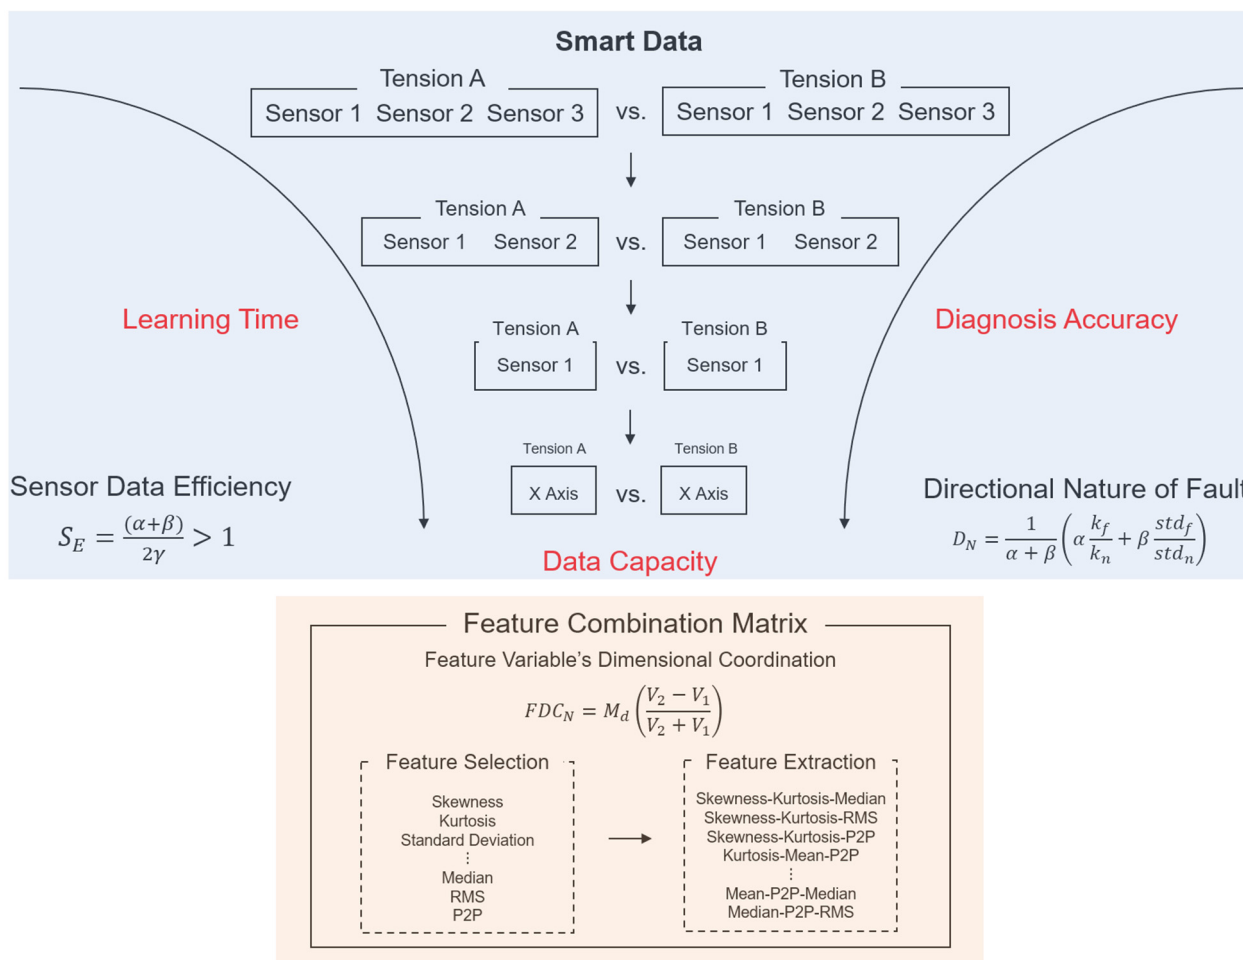 Smart Data
Tension A Tension B
Sensor 1 Sensor 2 Sensor 3 vs. Sensor 1 Sensor 2 Sensor 3
Tension A Tension B
Sensor 1 Sensor 2 vs. Sensor 1 Sensor 2
Learning Time
Diagnosis Accuracy
Tension A Tension B
Sensor 1 vs. Sensor 1
Tension A Tension B
X Axis vs. X Axis
Sensor Data Efficiency
S_E = (α+β)/2γ > 1
Directional Nature of Fault
D_N = 1/(α + β) (α k_f/k_n + β std_f/std_n)
Data Capacity
Feature Combination Matrix
Feature Variable’s Dimensional Coordination
FDC_N = M_d ((V_2 − V_1)/(V_2 + V_1))
Feature Selection
Skewness
Kurtosis
Standard Deviation
⋮
Median
RMS
P2P
Feature Extraction
Skewness-Kurtosis-Median
Skewness-Kurtosis-RMS
Skewness-Kurtosis-P2P
Kurtosis-Mean-P2P
⋮
Mean-P2P-Median
Median-P2P-RMS